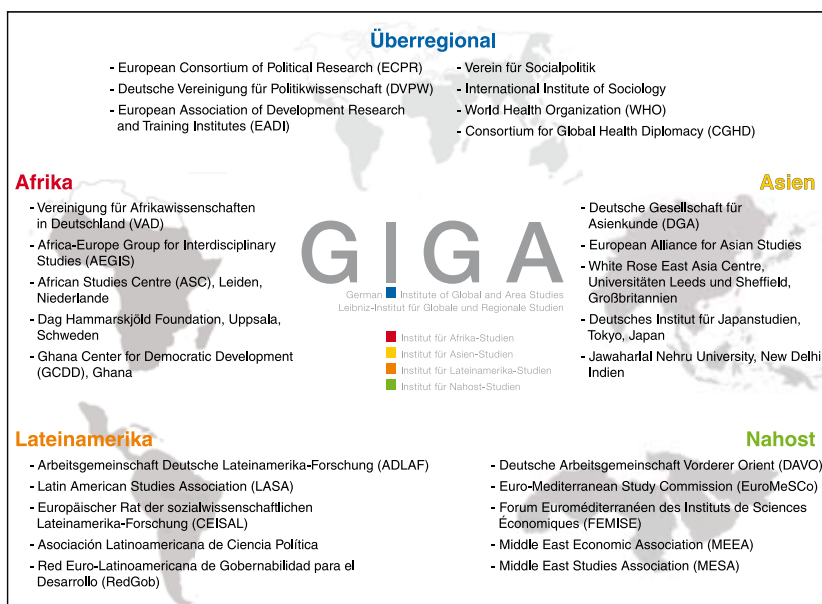 Überregional
- European Consortium of Political Research (ECPR)
- Deutsche Vereinigung für Politikwissenschaft (DVPW)
- European Association of Development Research
and Training Institutes (EADI)
- Verein für Socialpolitik
- International Institute of Sociology
- World Health Organization (WHO)
- Consortium for Global Health Diplomacy (CGHD)
Afrika
- Vereinigung für Afrikawissenschaften
in Deutschland (VAD)
- Africa-Europe Group for Interdisciplinary
Studies (AEGIS)
- African Studies Centre (ASC), Leiden,
Niederlande
- Dag Hammarskjöld Foundation, Uppsala,
Schweden
- Ghana Center for Democratic Development
(GCDD), Ghana
GIGA
German Institute of Global and Area Studies
Leibniz-Institut für Globale und Regionale Studien
Institut für Afrika-Studien
Institut für Asien-Studien
Institut für Lateinamerika-Studien
Institut für Nahost-Studien
Asien
- Deutsche Gesellschaft für
Asienkunde (DGA)
- European Alliance for Asian Studies
- White Rose East Asia Centre,
Universitäten Leeds und Sheffield,
Großbritannien
- Deutsches Institut für Japanstudien,
Tokyo, Japan
- Jawaharlal Nehru University, New Delhi
Indien
Lateinamerika
- Arbeitsgemeinschaft Deutsche Lateinamerika-Forschung (ADLAF)
- Latin American Studies Association (LASA)
- Europäischer Rat der sozialwissenschaftlichen
Lateinamerika-Forschung (CEISAL)
- Asociación Latinoamericana de Ciencia Política
- Red Euro-Latinoamericana de Gobernabilidad para el
Desarrollo (RedGob)
Nahost
- Deutsche Arbeitsgemeinschaft Vorderer Orient (DAVO)
- Euro-Mediterranean Study Commission (EuroMeSCo)
- Forum Euroméditerranéen des Instituts de Sciences
Économiques (FEMISE)
- Middle East Economic Association (MEEA)
- Middle East Studies Association (MESA)